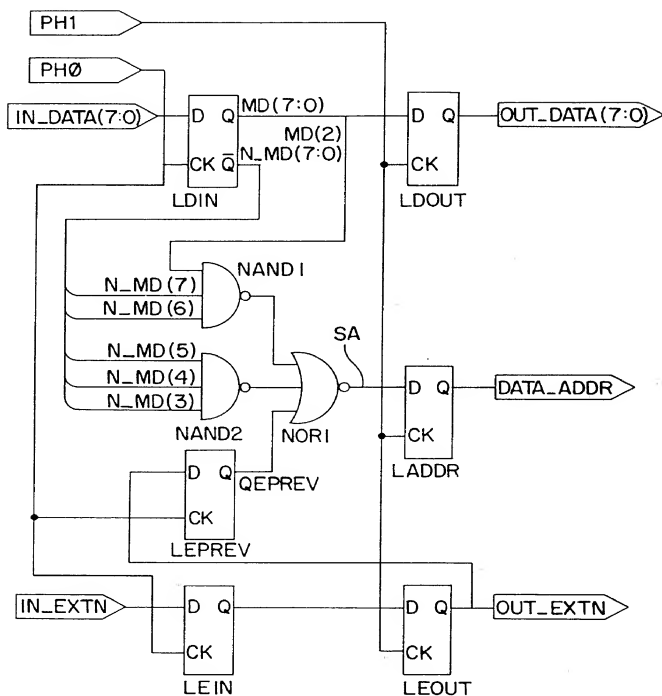 PH1
PHØ
IN_DATA(7:0)
D Q
MD(7:0)
MD(2)
CK Q̅
N_MD(7:0)
LDIN
D Q
CK
LDOUT
OUT_DATA(7:0)
NAND1
N_MD(7)
N_MD(6)
N_MD(5)
N_MD(4)
N_MD(3)
NAND2
NOR1
SA
D Q
CK
LADDR
DATA_ADDR
D Q
QEPREV
CK
LEPREV
IN_EXTN
D Q
CK
LEIN
D Q
CK
LEOUT
OUT_EXTN